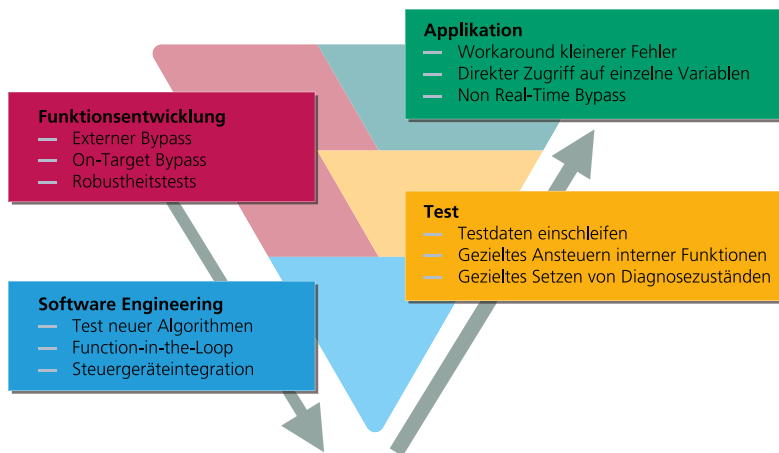 Applikation
— Workaround kleinerer Fehler
— Direkter Zugriff auf einzelne Variablen
— Non Real-Time Bypass
Funktionsentwicklung
— Externer Bypass
— On-Target Bypass
— Robustheitstests
Test
— Testdaten einschleifen
— Gezieltes Ansteuern interner Funktionen
— Gezieltes Setzen von Diagnosezuständen
Software Engineering
— Test neuer Algorithmen
— Function-in-the-Loop
— Steuergeräteintegration